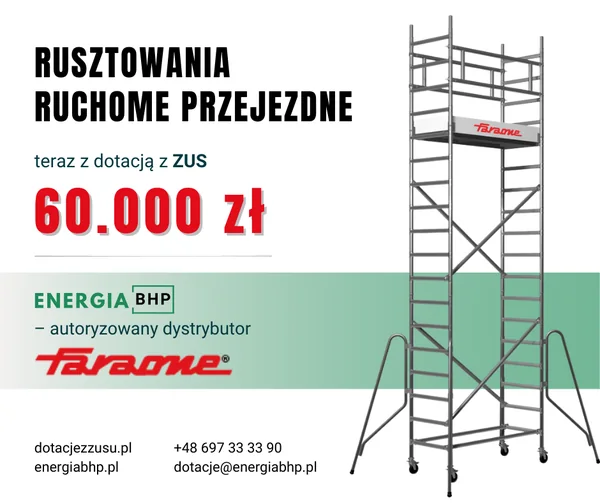 RUSZTOWANIA
RUCHOME PRZEJEZDNE
teraz z dotacją z ZUS
60.000 zł
ENERGIA BHP
– autoryzowany dystrybutor
Faraone®
dotacjezzusu.pl
energiabhp.pl
+48 697 33 33 90
dotacje@energiabhp.pl
Faraone